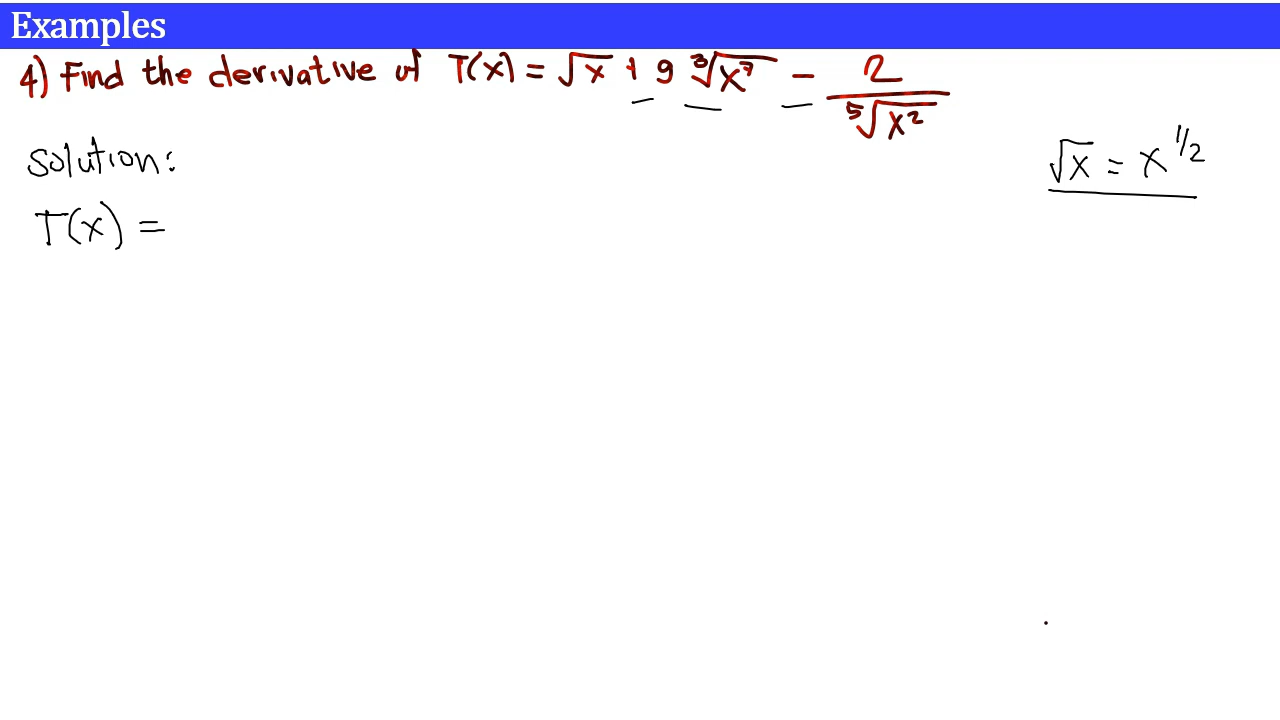 Examples
4) Find the derivative of T(x) = √x + 9 ∛x⁷ − 2 / ⁵√x²
Solution:
√x = x^1/2
T(x) =